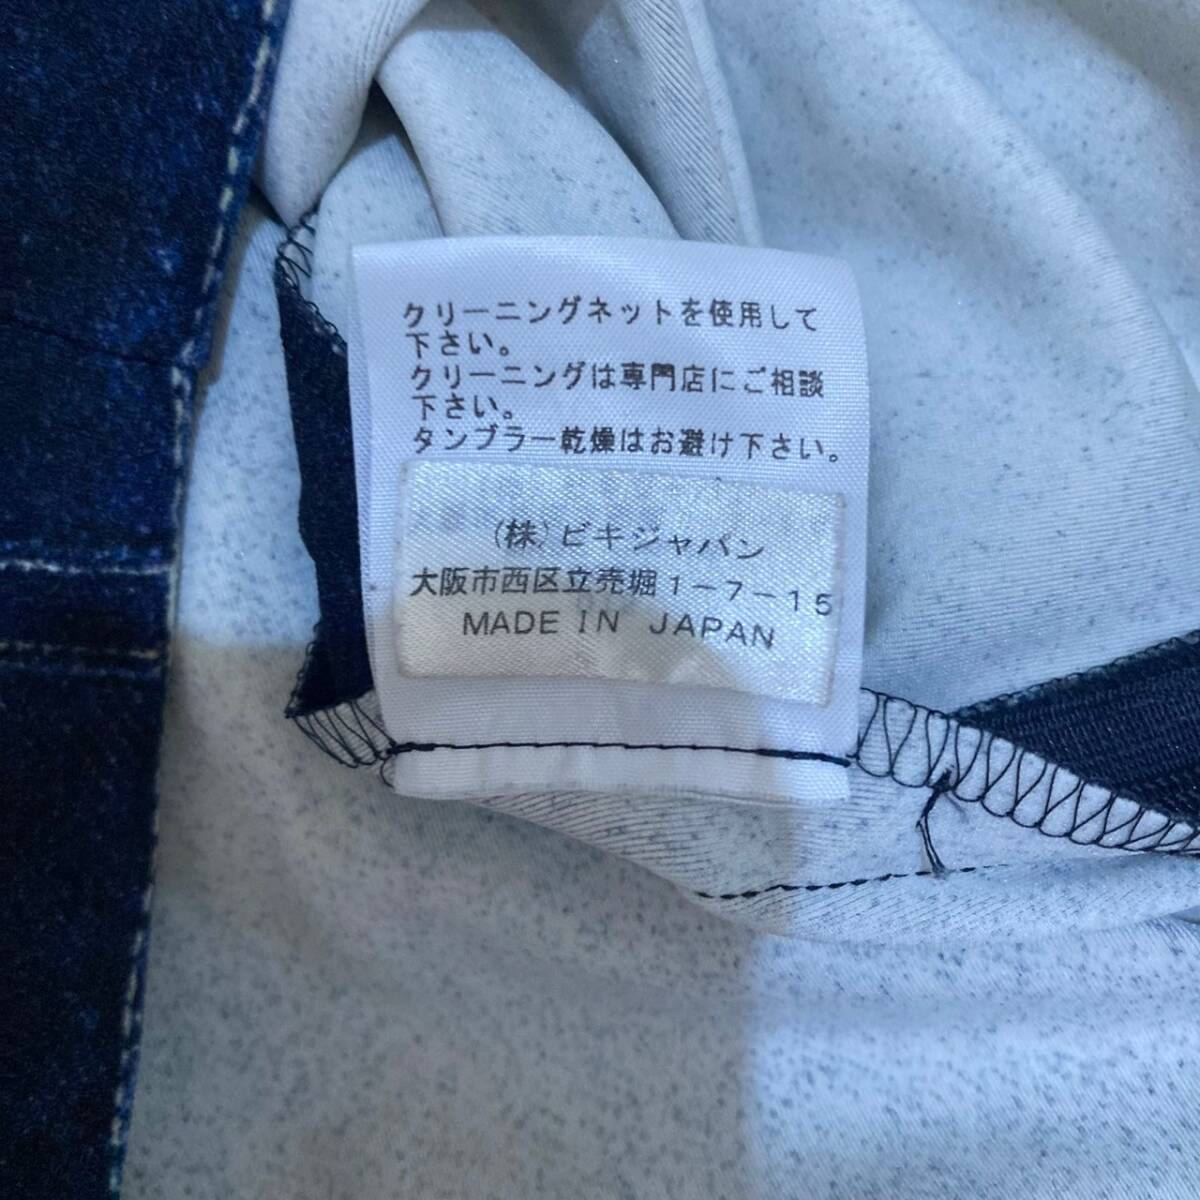 クリーニングネットを使用して
下さい。
クリーニングは専門店にご相談
下さい。
タンブラー乾燥はお避け下さい。
(株)ビキジャパン
大阪市西区立売堀1-7-15
MADE IN JAPAN